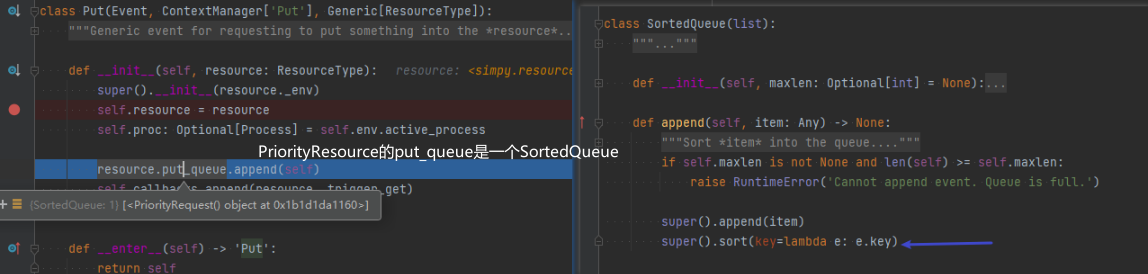 class Put(Event, ContextManager['Put'], Generic[ResourceType]):
"""Generic event for requesting to put something into the *resource*..
def __init__(self, resource: ResourceType): resource: <simpy.resource
super().__init__(resource._env)
self.resource = resource
self.proc: Optional[Process] = self.env.active_process
PriorityResource的put_queue是一个SortedQueue
resource.put_queue.append(self)
self.callbacks.append(resource._trigger_get)
+ {SortedQueue: 1} [<PriorityRequest() object at 0x1b1d1da1160>]
def __enter__(self) -> 'Put':
return self
class SortedQueue(list):
"""..."""
def __init__(self, maxlen: Optional[int] = None):...
def append(self, item: Any) -> None:
"""Sort *item* into the queue...."""
if self.maxlen is not None and len(self) >= self.maxlen:
raise RuntimeError('Cannot append event. Queue is full.')
super().append(item)
super().sort(key=lambda e: e.key)